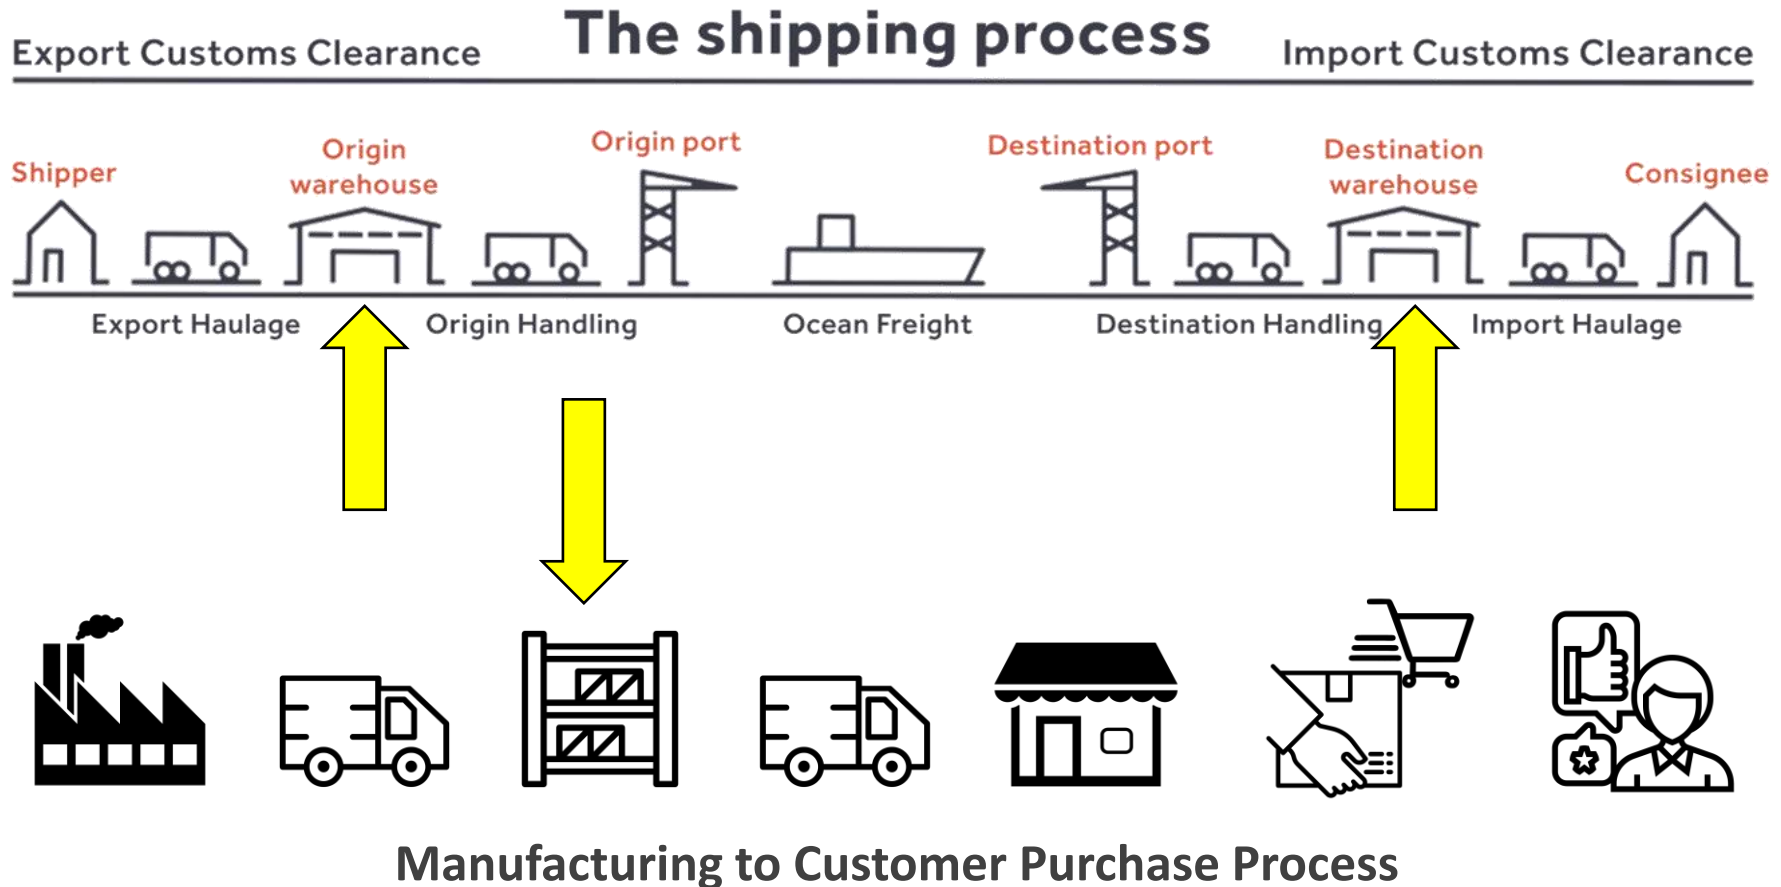 The shipping process
Export Customs Clearance
Import Customs Clearance
Shipper
Origin
warehouse
Origin port
Destination port
Destination
warehouse
Consignee
Export Haulage
Origin Handling
Ocean Freight
Destination Handling
Import Haulage
Manufacturing to Customer Purchase Process